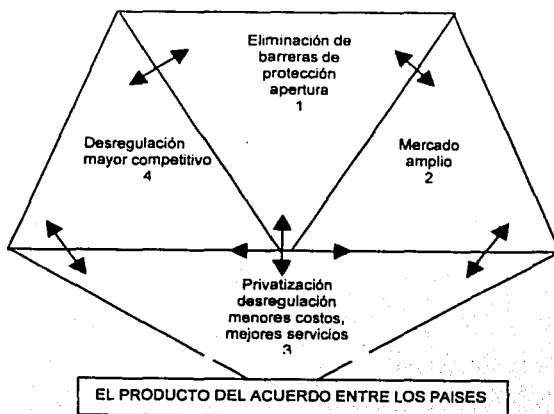 Eliminación de
barreras de
protección
apertura
1
Desregulación
mayor competitivo
4
Mercado
amplio
2
Privatización
desregulación
menores costos,
mejores servicios
3
EL PRODUCTO DEL ACUERDO ENTRE LOS PAISES